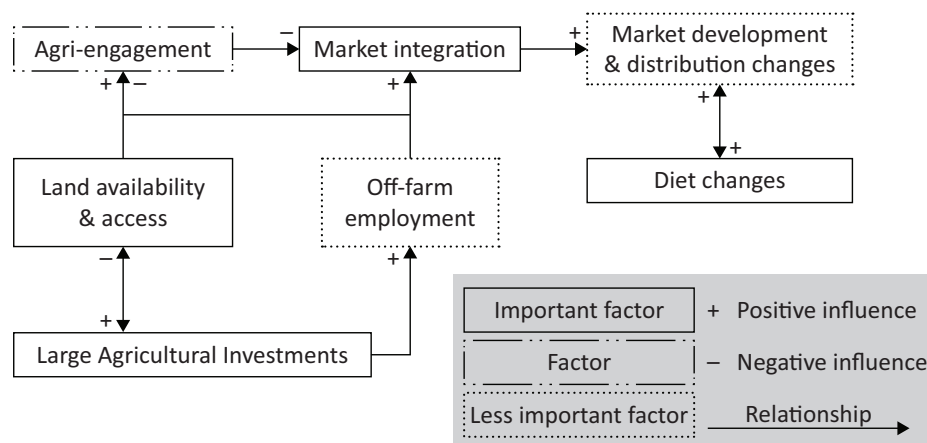 Agri-engagement
–
Market integration
+
Market development
& distribution changes
+ –
+
+
+
Land availability
& access
Off-farm
employment
Diet changes
–
+
+
Large Agricultural Investments
Important factor
+ Positive influence
Factor
– Negative influence
Less important factor
Relationship